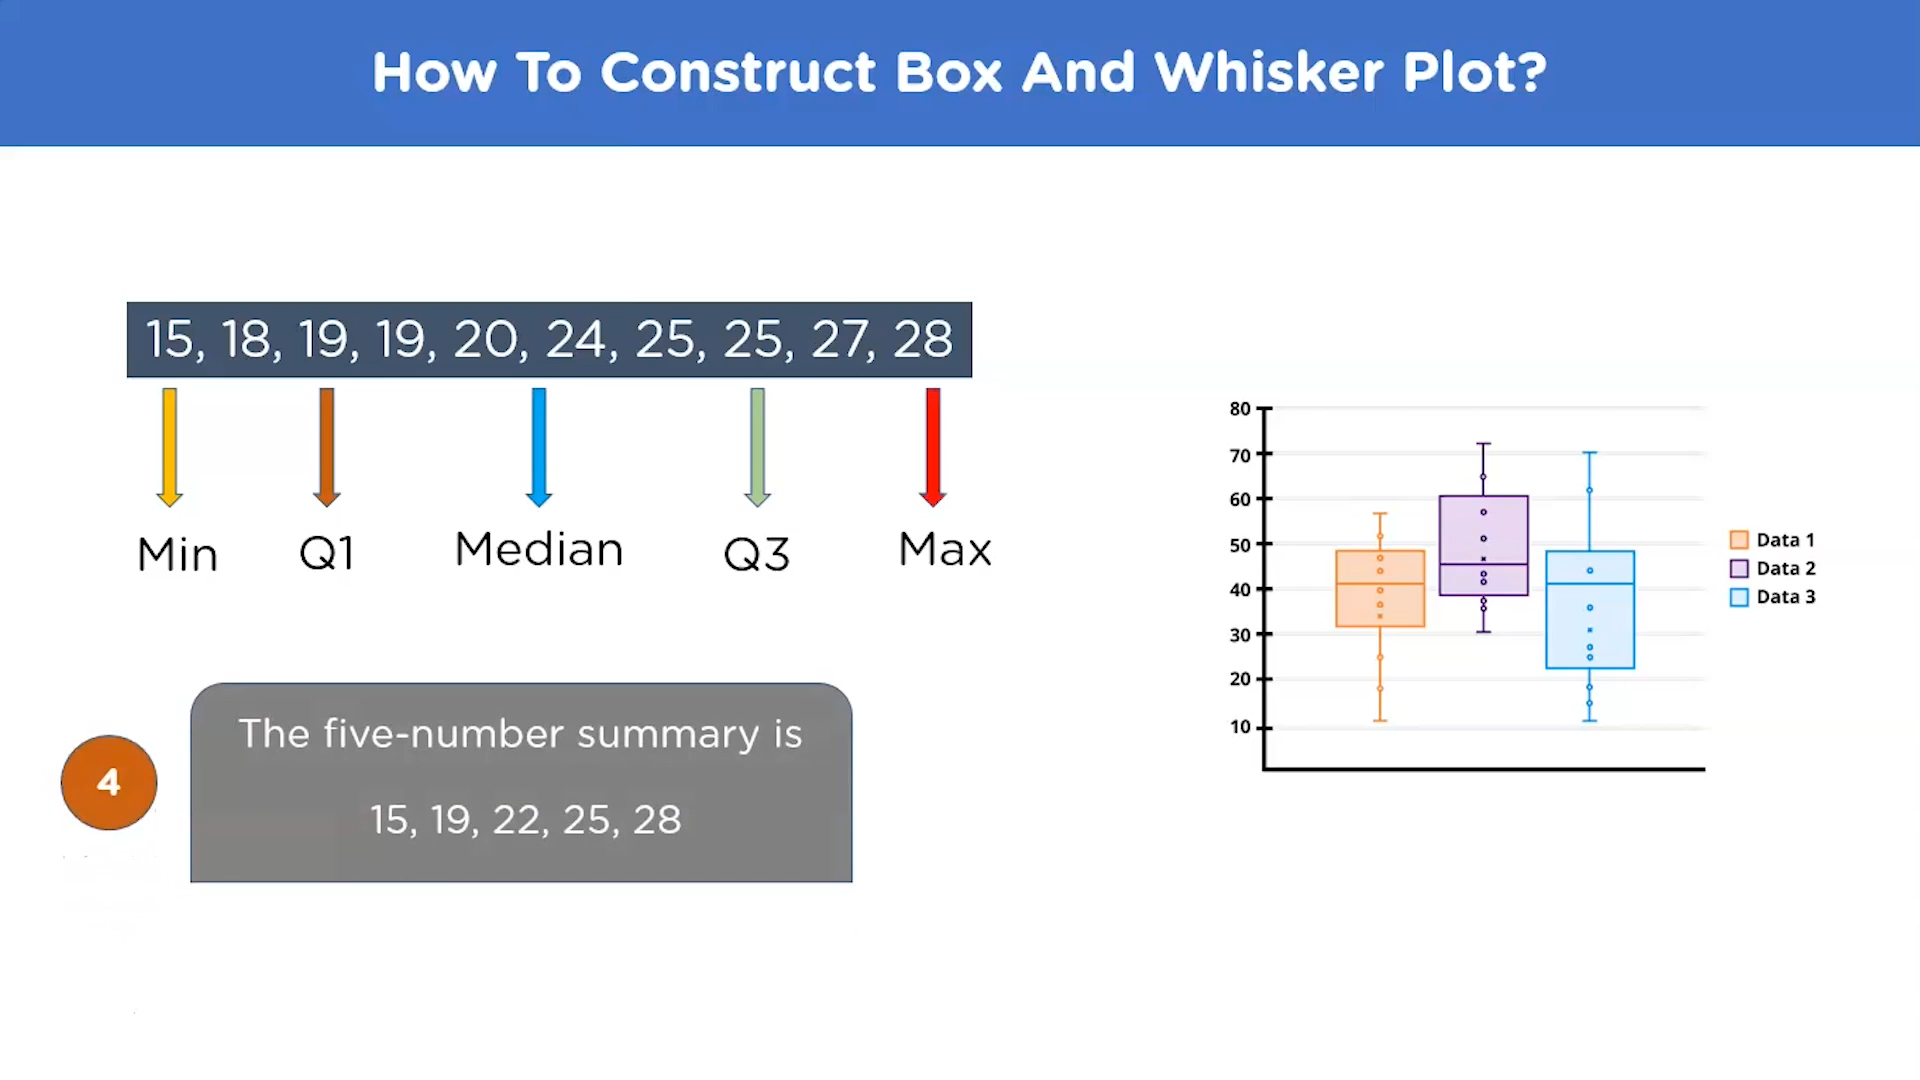 How To Construct Box And Whisker Plot?
15, 18, 19, 19, 20, 24, 25, 25, 27, 28
Min
Q1
Median
Q3
Max
4
The five-number summary is
15, 19, 22, 25, 28
80
70
60
50
40
30
20
10
Data 1
Data 2
Data 3